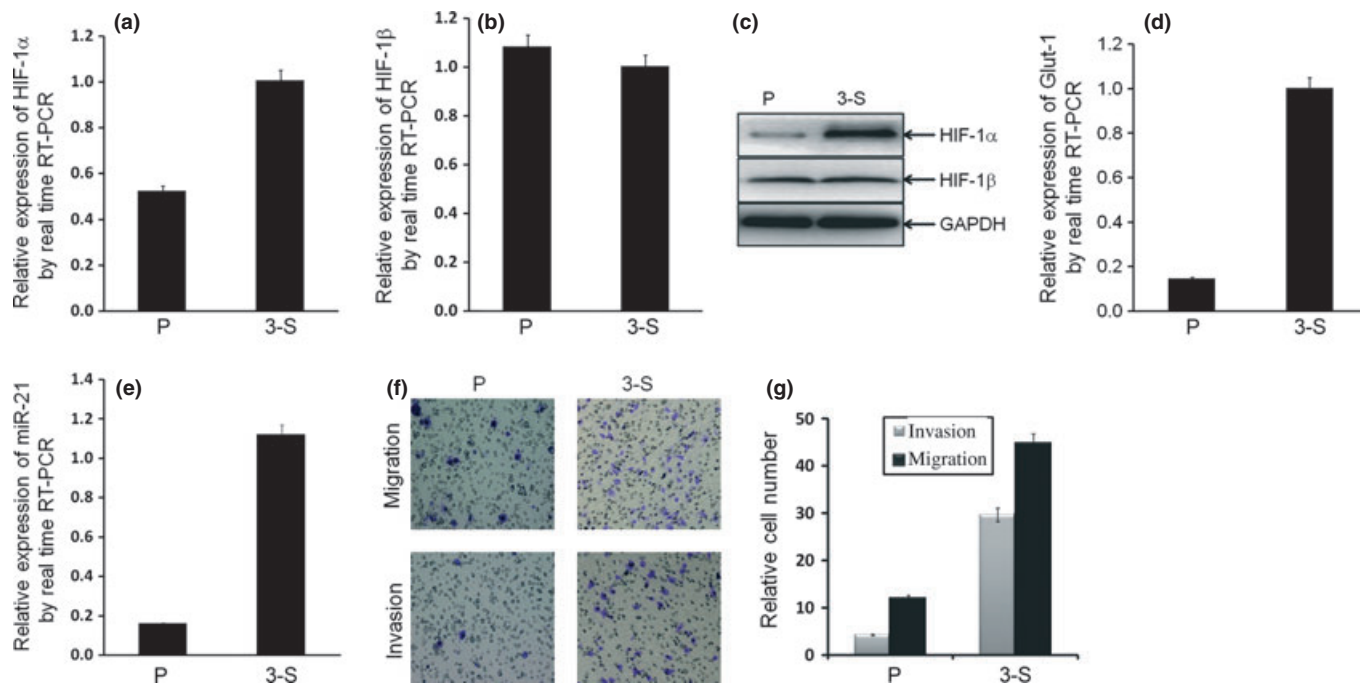 (a)
Relative expression of HIF-1α
by real time RT-PCR
1.2
1.0
0.8
0.6
0.4
0.2
0.0
P
3-S
(b)
Relative expression of HIF-1β
by real time RT-PCR
1.2
1.0
0.8
0.6
0.4
0.2
0.0
P
3-S
(c)
P
3-S
HIF-1α
HIF-1β
GAPDH
(d)
Relative expression of Glut-1
by real time RT-PCR
1.2
1.0
0.8
0.6
0.4
0.2
0.0
P
3-S
(e)
Relative expression of miR-21
by real time RT-PCR
1.4
1.2
1.0
0.8
0.6
0.4
0.2
0.0
P
3-S
(f)
P
3-S
Migration
Invasion
(g)
Relative cell number
50
40
30
20
10
0
Invasion
Migration
P
3-S